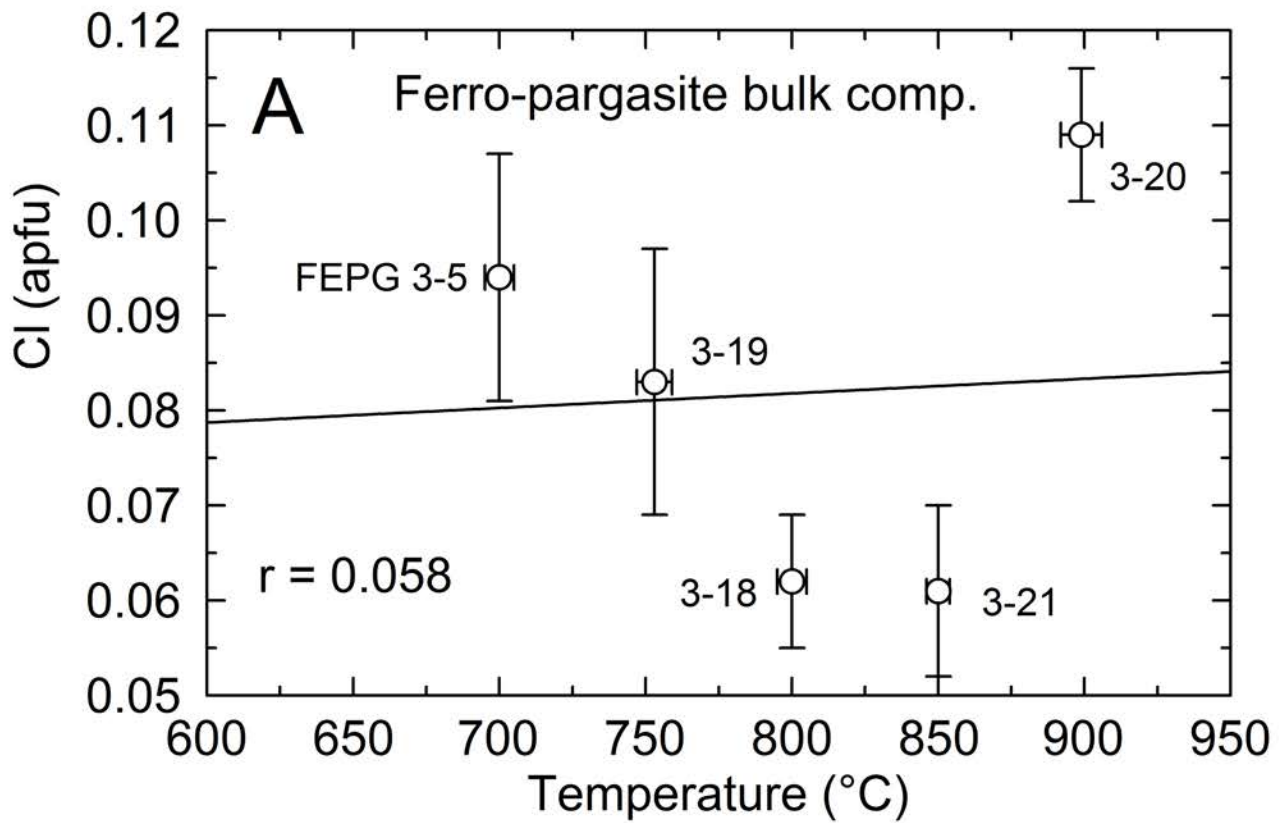 0.12
A Ferro-pargasite bulk comp.
0.11
3-20
0.10
FEPG 3-5
Cl (apfu)
0.09
3-19
0.08
0.07
r = 0.058
3-18
3-21
0.06
0.05
600 650 700 750 800 850 900 950
Temperature (°C)